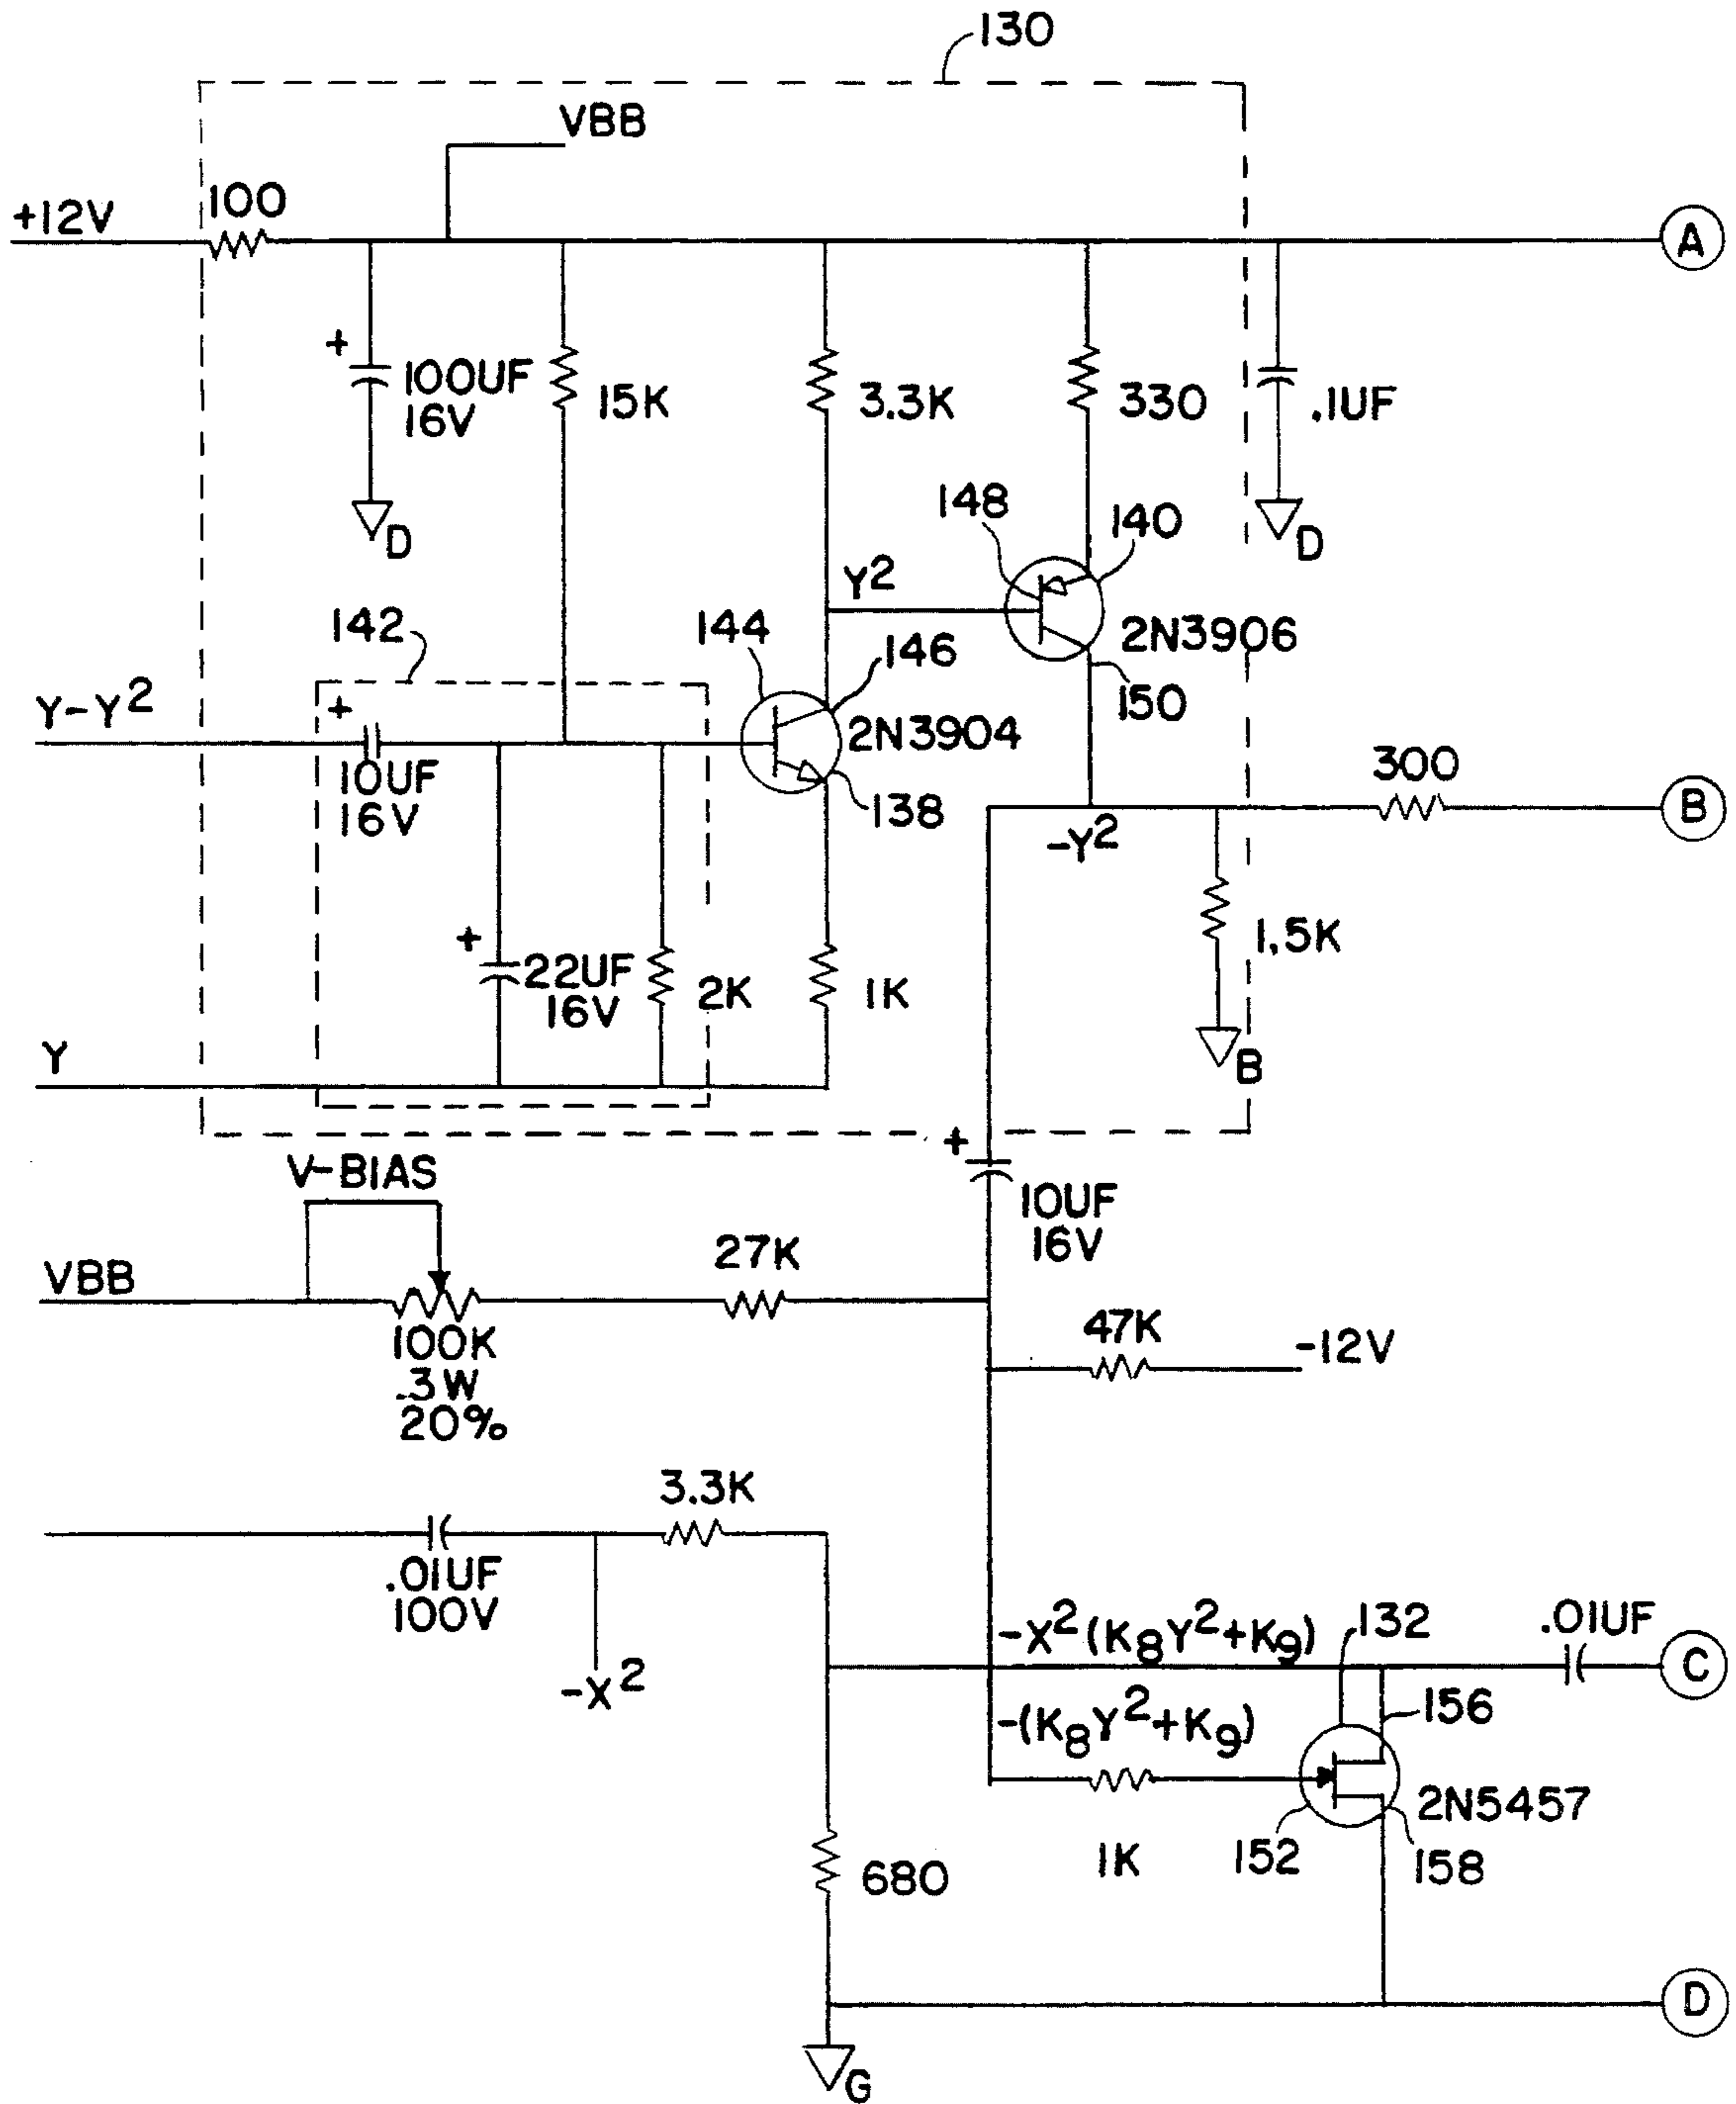 130
VBB
+12V
100
A
+
100UF
16V
15K
3.3K
330
.1UF
D
D
148
140
Y2
2N3906
142
144
146
150
Y-Y2
+
2N3904
10UF
16V
138
300
B
-Y2
+
22UF
16V
2K
1K
1.5K
B
Y
V-BIAS
+
10UF
16V
VBB
27K
100K
.3W
20%
47K
-12V
3.3K
.01UF
100V
-X2
-X2(K8Y2+K9)
132
.01UF
C
156
-(K8Y2+K9)
2N5457
152
158
1K
680
D
G